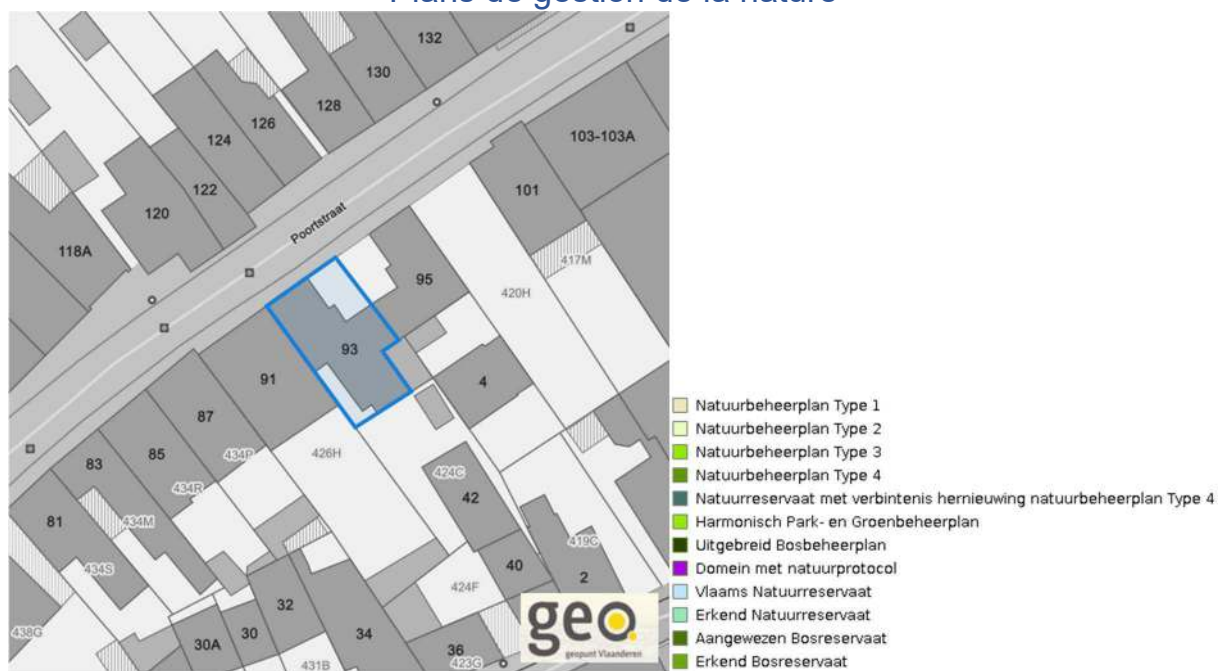 Plans de gestion de la nature
132
130
128
126
124
103-103A
122
101
120
Poortstraat
118A
417M
95
420H
93
91
4
87
434P
426H
85
83
434R
424C
42
81
434M
419C
434S
40
424F
2
32
438G
30
34
30A
36
431B
423G
geo
geopunt Vlaanderen
Natuurbeheerplan Type 1
Natuurbeheerplan Type 2
Natuurbeheerplan Type 3
Natuurbeheerplan Type 4
Natuurreservaat met verbintenis hernieuwing natuurbeheerplan Type 4
Harmonisch Park- en Groenbeheerplan
Uitgebreid Bosbeheerplan
Domein met natuurprotocol
Vlaams Natuurreservaat
Erkend Natuurreservaat
Aangewezen Bosreservaat
Erkend Bosreservaat